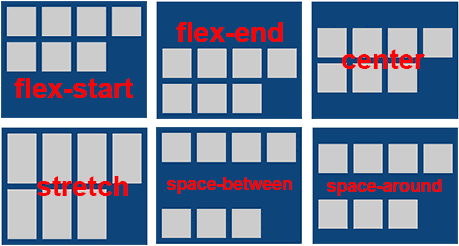 flex-start
flex-end
center
stretch
space-between
space-around